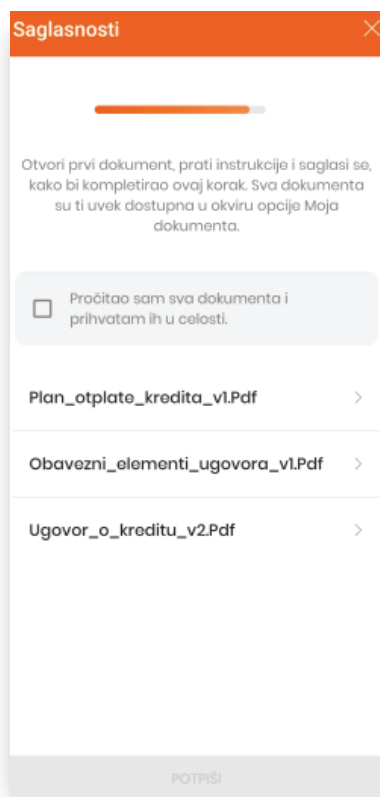 Saglasnosti
Otvori prvi dokument, prati instrukcije i saglasi se,
kako bi kompletirao ovaj korak. Sva dokumenta
su ti uvek dostupna u okviru opcije Moja
dokumenta.
Pročitao sam sva dokumenta i
prihvatam ih u celosti.
Plan_otplate_kredita_v1.Pdf
Obavezni_elementi_ugovora_v1.Pdf
Ugovor_o_kreditu_v2.Pdf
POTPIŠI